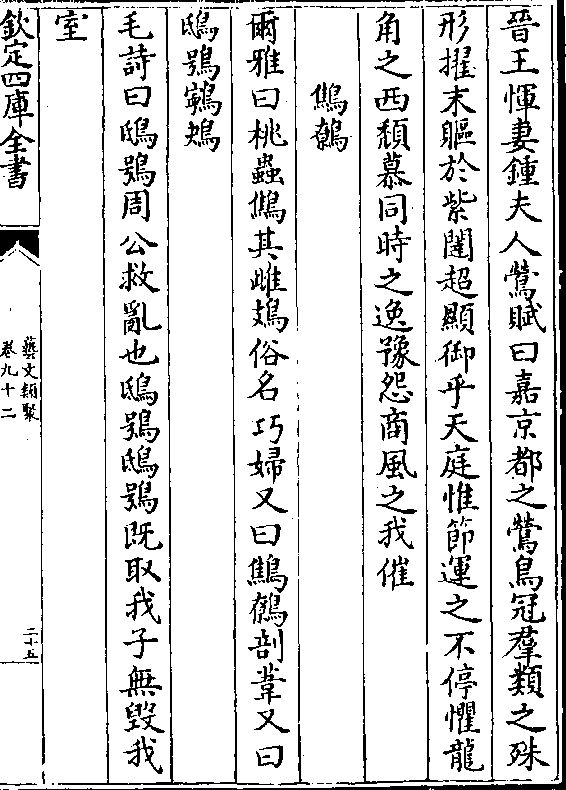 晉王惲妻鍾夫人鶯賦曰嘉京都之鶯鳥冠羣類之殊
形擢末軀於紫闥超顯御乎天庭惟節運之不停懼龍
角之西頹慕同時之逸豫怨商風之我催
鷦鷯
爾雅曰桃蟲鷦其雌鴱俗名巧婦又曰鷦鷯剖葦又曰
鴟鴞鸋鴂
毛詩曰鴟鴞周公救亂也鴟鴞鴟鴞既取我子無毀我
室
欽定四庫全書
藝文類聚
卷九十二
二十五